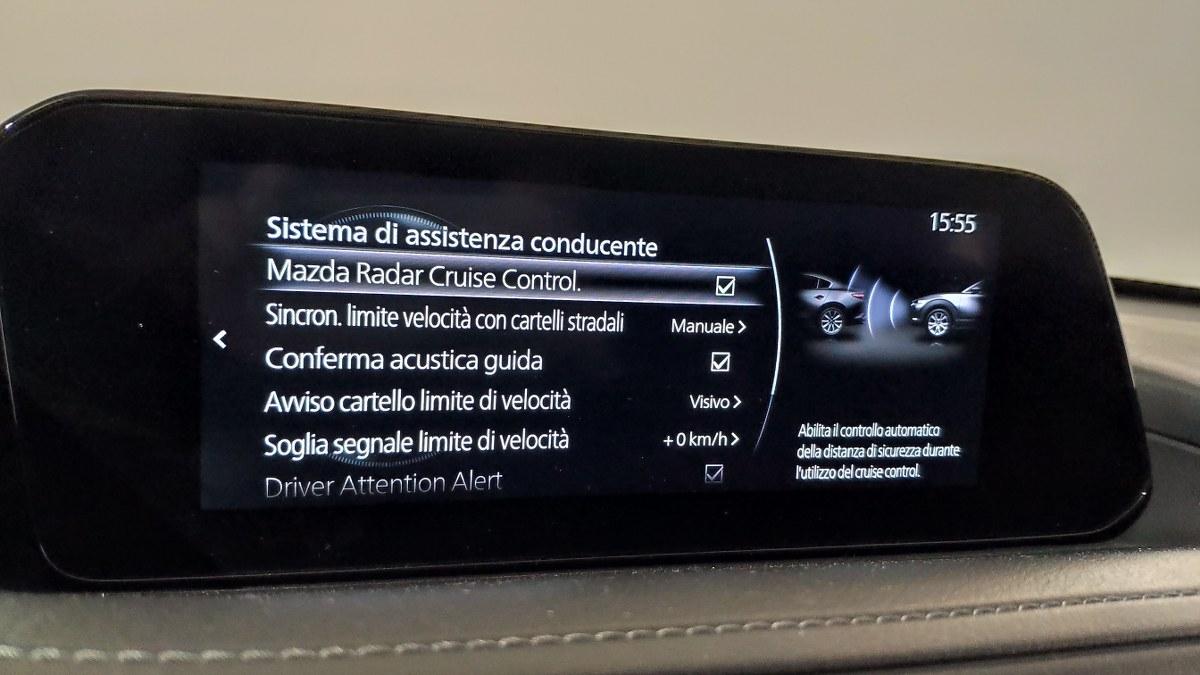 15:55
Sistema di assistenza conducente
Mazda Radar Cruise Control.
Sincron. limite velocità con cartelli stradali Manuale
Conferma acustica guida
Avviso cartello limite di velocità Visivo
Soglia segnale limite di velocità +0 km/h
Driver Attention Alert
Abilita il controllo automatico
della distanza di sicurezza durante
l'utilizzo del cruise control.